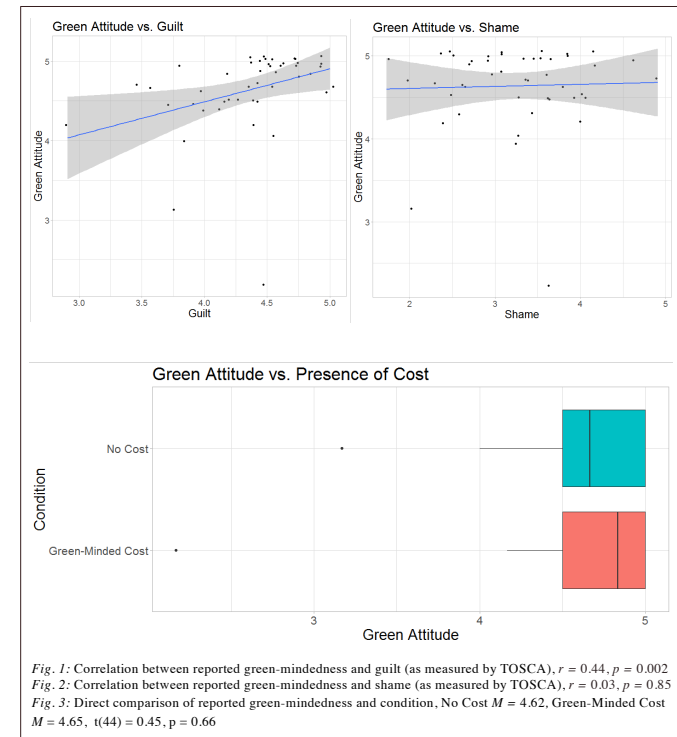 Green Attitude vs. Guilt
5
4
3
Green Attitude
3.0 3.5 4.0 4.5 5.0
Guilt
Green Attitude vs. Shame
5
4
3
Green Attitude
2 3 4 5
Shame
Green Attitude vs. Presence of Cost
Condition
No Cost
Green-Minded Cost
3 4 5
Green Attitude
Fig. 1: Correlation between reported green-mindedness and guilt (as measured by TOSCA), r = 0.44, p = 0.002
Fig. 2: Correlation between reported green-mindedness and shame (as measured by TOSCA), r = 0.03, p = 0.85
Fig. 3: Direct comparison of reported green-mindedness and condition, No Cost M = 4.62, Green-Minded Cost
M = 4.65, t(44) = 0.45, p = 0.66